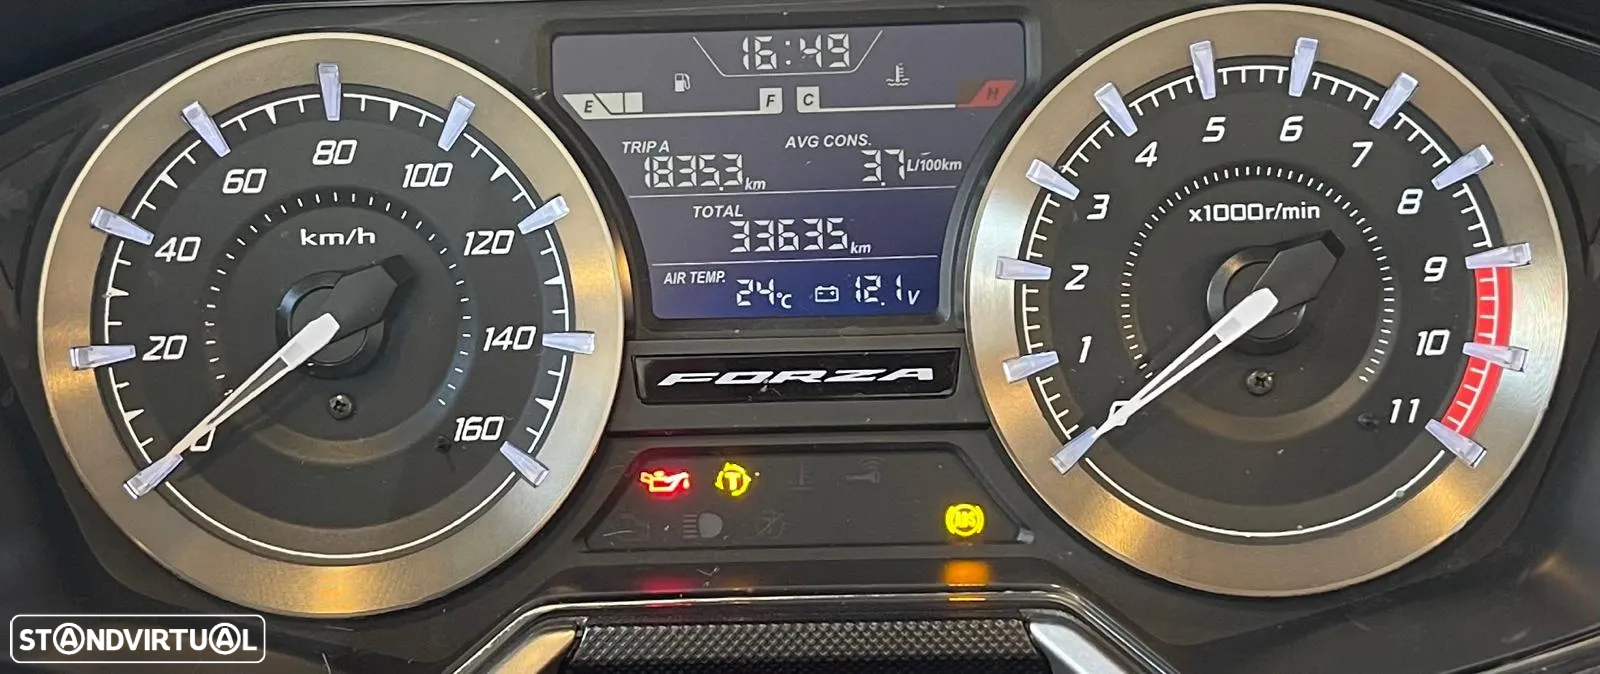 16:49
E F C H
TRIP A
1835.3 km
AVG CONS.
3.7 L/100km
TOTAL
33635 km
AIR TEMP.
24°C 12.1 V
FORZA
km/h
0
20
40
60
80
100
120
140
160
x1000r/min
0
1
2
3
4
5
6
7
8
9
10
11
T
ABS
STANDVIRTUAL